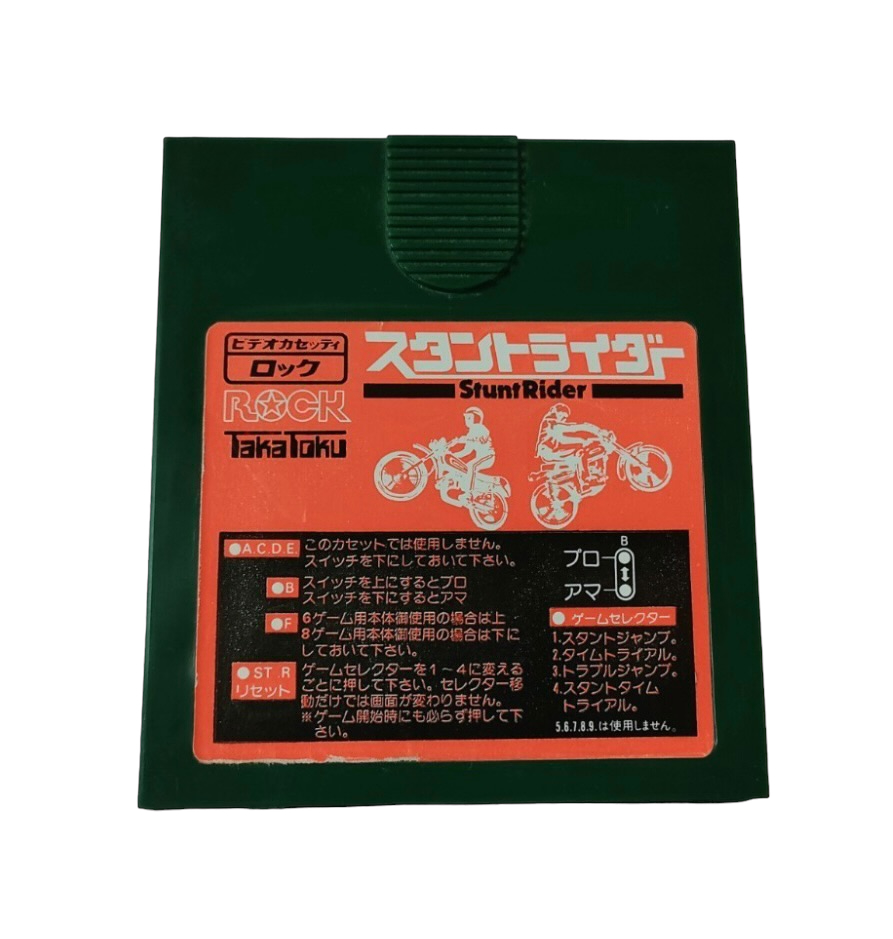 ビデオカセッティ
ロック
ROCK
TakaToku
スタントライダー
StuntRider
●A.C.D.E. このカセットでは使用しません。
スイッチを下にしておいて下さい。
●B スイッチを上にするとプロ
スイッチを下にするとアマ
●F 6ゲーム用本体御使用の場合は上
8ゲーム用本体御使用の場合は下に
しておいて下さい。
●ST.R ゲームセレクターを1～4に変える
リセット ごとに押して下さい。セレクター移
動だけでは画面が変わりません。
※ゲーム開始時にも必らず押して下
さい。
B
プロ
アマ
●ゲームセレクター
1.スタントジャンプ。
2.タイムトライアル。
3.トラブルジャンプ。
4.スタントタイム
トライアル。
5.6.7.8.9.は使用しません。